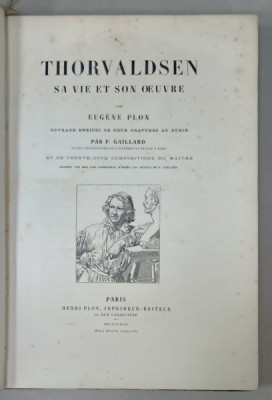 THORVALDSEN
SA VIE ET SON ŒUVRE
PAR
EUGÈNE PLON
OUVRAGE ENRICHI DE DEUX GRAVURES AU BURIN
PAR F. GAILLARD
ET DE TRENTE-CINQ COMPOSITIONS DU MAITRE
PARIS
HENRI PLON, IMPRIMEUR-ÉDITEUR